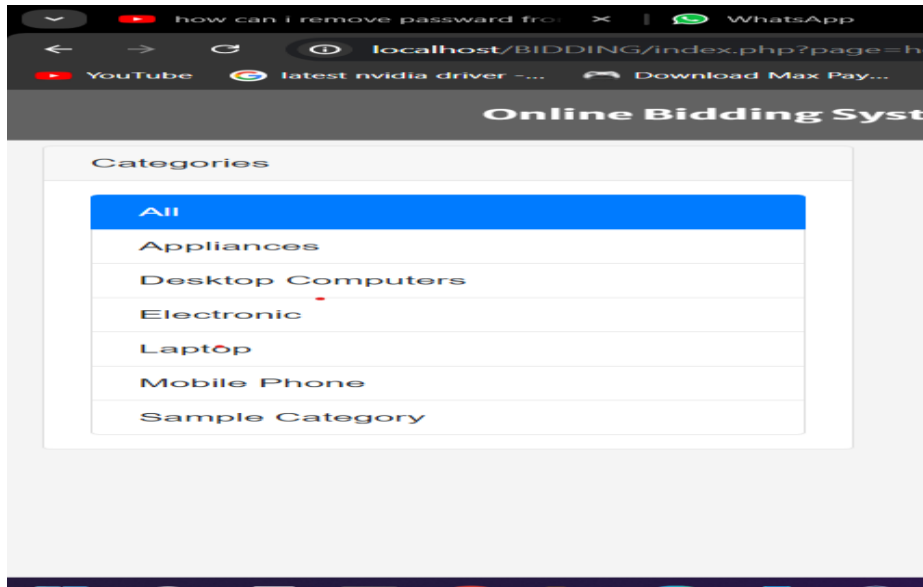 how can i remove passward fro WhatsApp
localhost/BIDDING/index.php?page=h
YouTube latest nvidia driver -... Download Max Pay...
Online Bidding Syst
Categories
All
Appliances
Desktop Computers
Electronic
Laptop
Mobile Phone
Sample Category